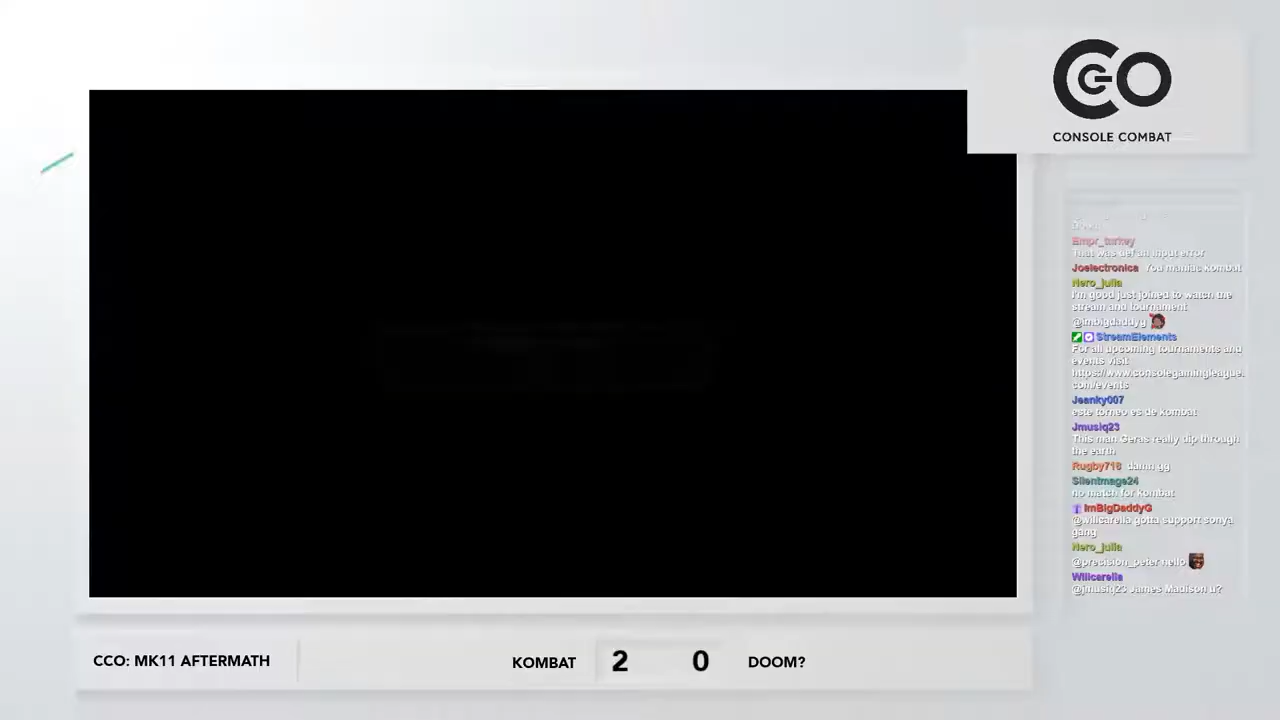 CGO
CONSOLE COMBAT
Empr_turkey
That was def an input error
Joelectronica You maniac kombat
Nero_julia
I'm good just joined to watch the
stream and tournament
@imbigdaddyg
StreamElements
For all upcoming tournaments and
events visit
https://www.consolegamingleague.
com/events
Jeanky007
este torneo es de kombat
Jmusiq23
This man Geras really dip through
the earth
Rugby718 damn gg
Silentmage24
no match for kombat
ImBigDaddyG
@wilicarella gotta support sonya
gang
Nero_julia
@precision_peter hello
Wilicarella
@jmusiq23 James Madison u?
CCO: MK11 AFTERMATH
KOMBAT 2 0 DOOM?